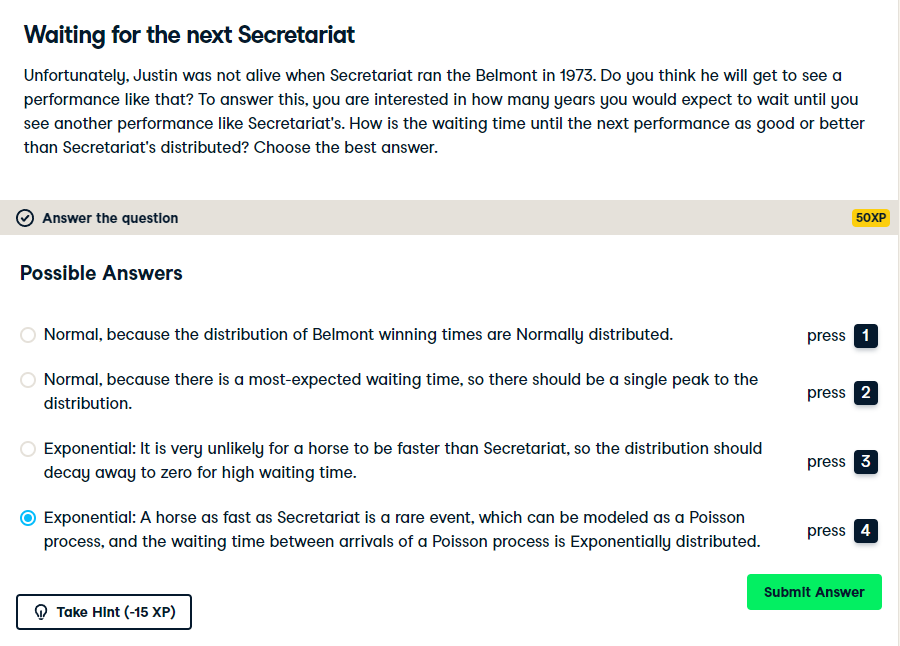 Waiting for the next Secretariat
Unfortunately, Justin was not alive when Secretariat ran the Belmont in 1973. Do you think he will get to see a
performance like that? To answer this, you are interested in how many years you would expect to wait until you
see another performance like Secretariat's. How is the waiting time until the next performance as good or better
than Secretariat's distributed? Choose the best answer.
Answer the question
50XP
Possible Answers
Normal, because the distribution of Belmont winning times are Normally distributed.
press 1
Normal, because there is a most-expected waiting time, so there should be a single peak to the
distribution.
press 2
Exponential: It is very unlikely for a horse to be faster than Secretariat, so the distribution should
decay away to zero for high waiting time.
press 3
Exponential: A horse as fast as Secretariat is a rare event, which can be modeled as a Poisson
process, and the waiting time between arrivals of a Poisson process is Exponentially distributed.
press 4
Submit Answer
Take Hint (-15 XP)